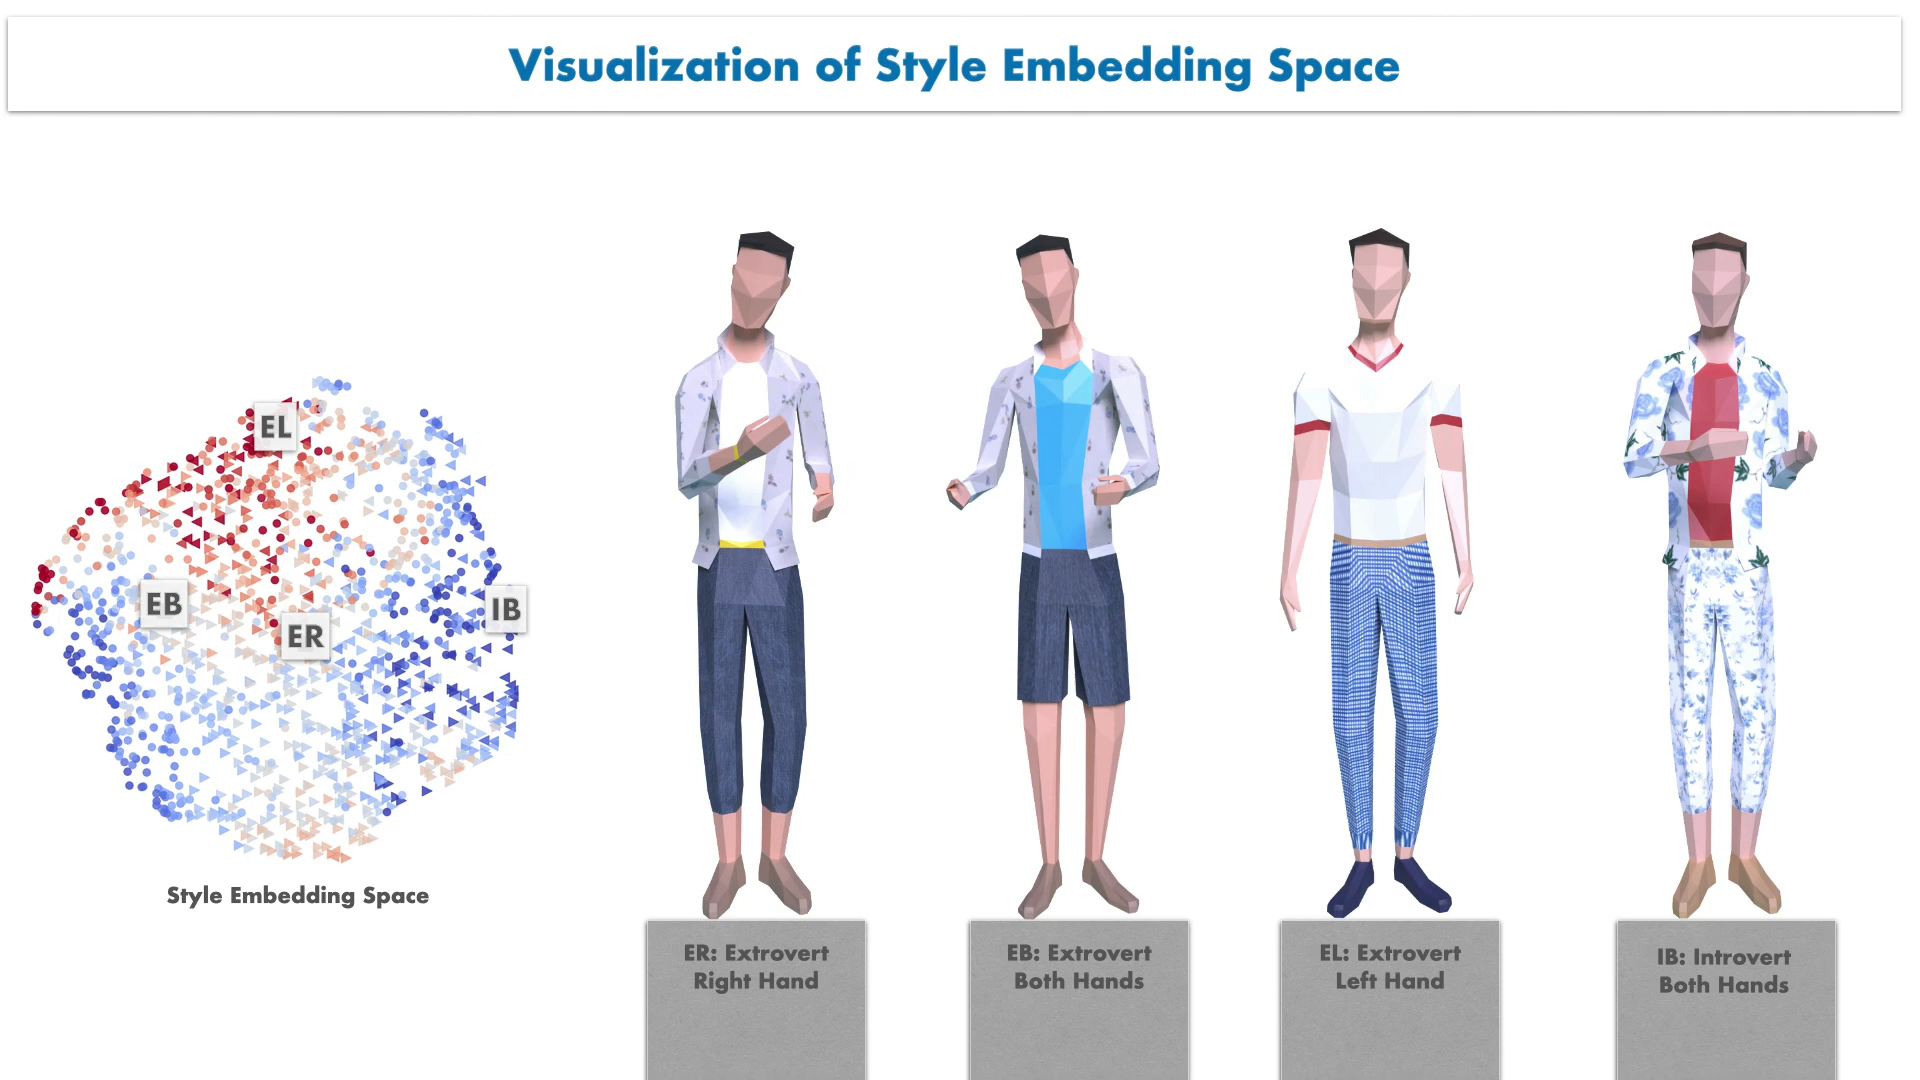 Visualization of Style Embedding Space
EL
EB
IB
ER
Style Embedding Space
ER: Extrovert
Right Hand
EB: Extrovert
Both Hands
EL: Extrovert
Left Hand
IB: Introvert
Both Hands